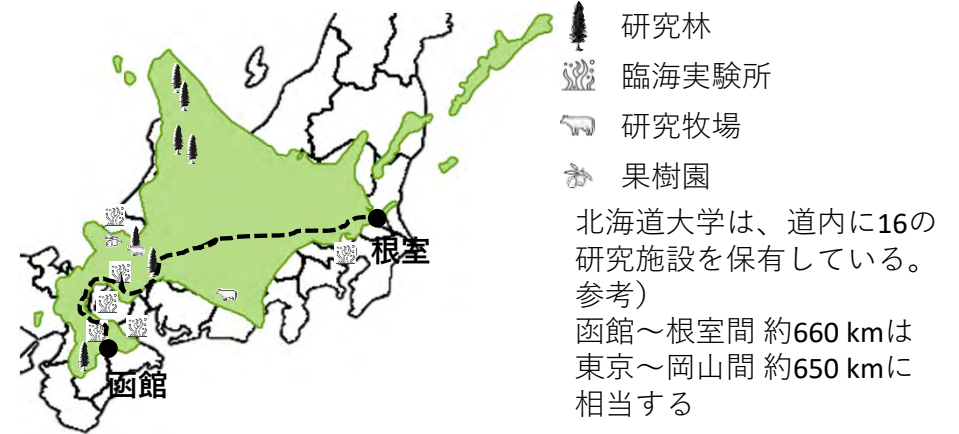 研究林
臨海実験所
研究牧場
果樹園
北海道大学は、道内に16の
研究施設を保有している。
参考）
函館～根室間 約660 kmは
東京～岡山間 約650 kmに
相当する
根室
函館